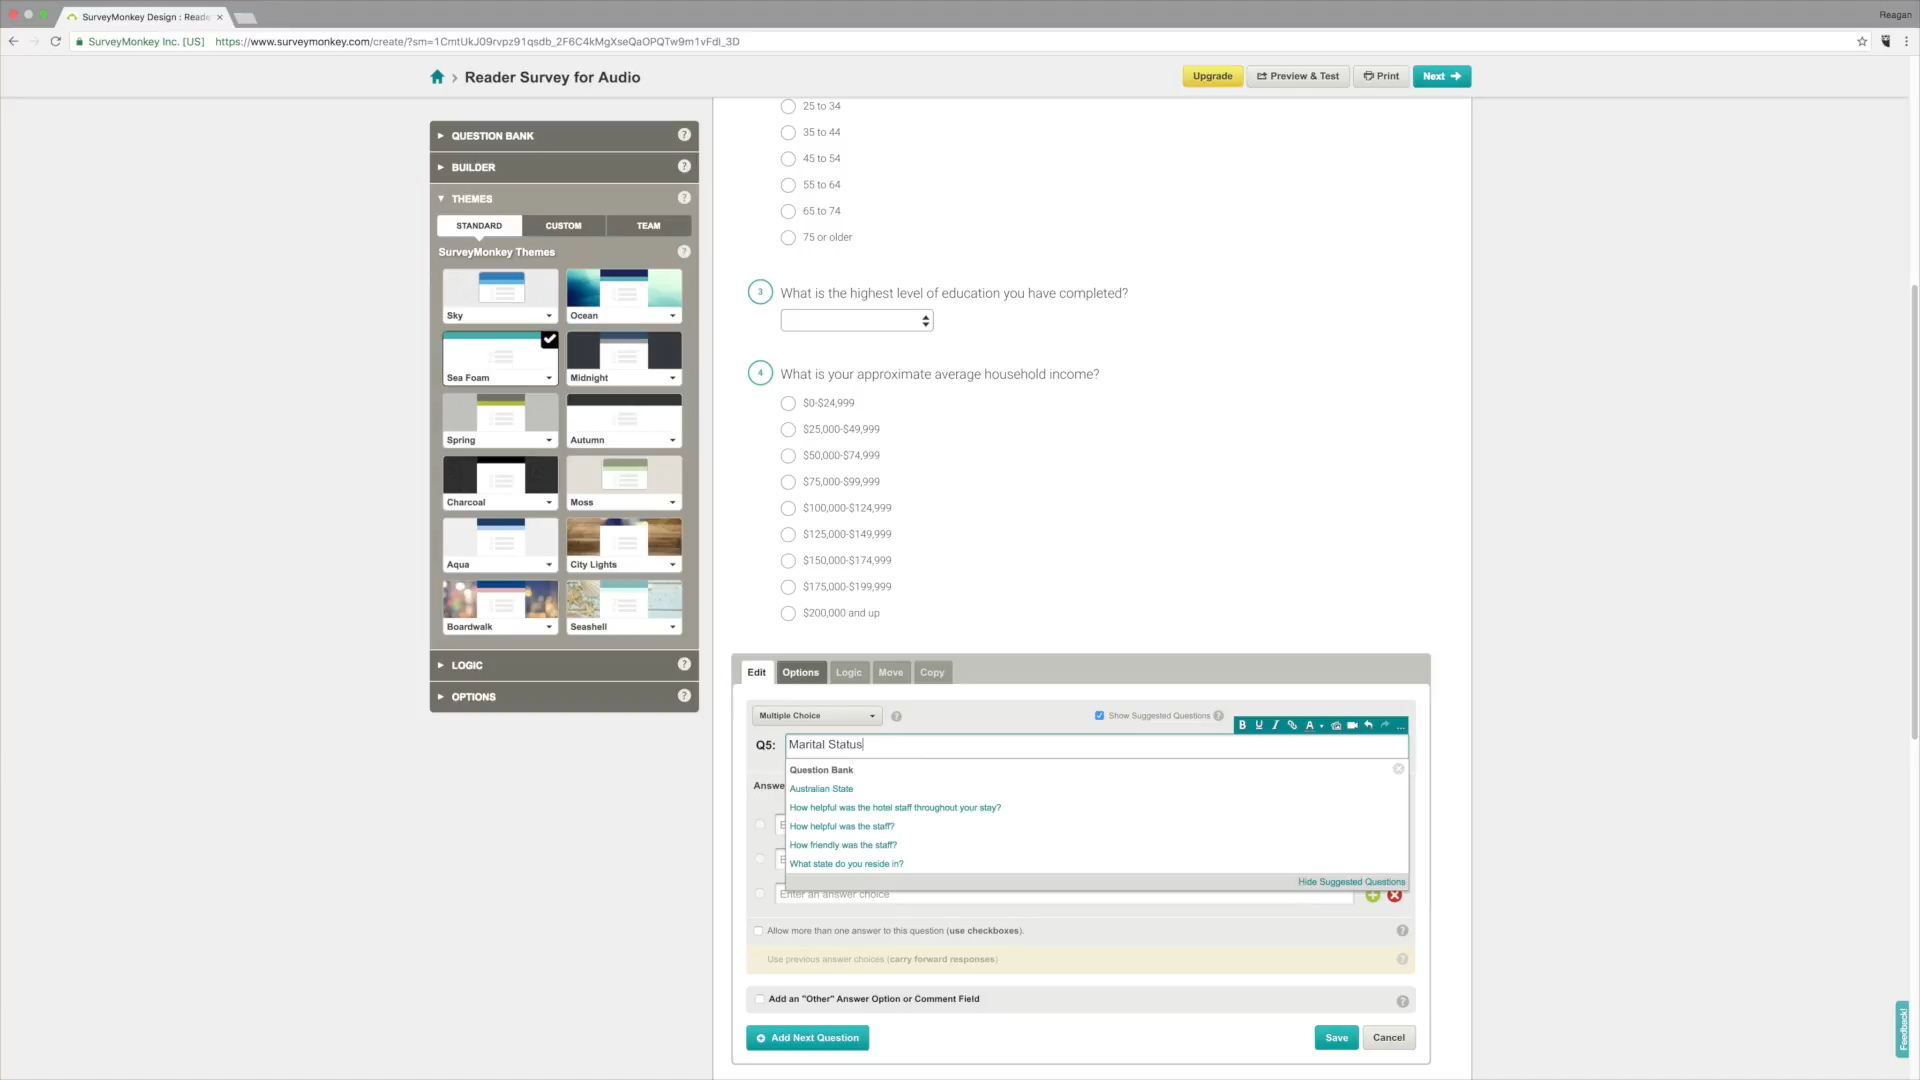 SurveyMonkey Design : Reade
Reagan
SurveyMonkey Inc. [US]
https://www.surveymonkey.com/create/?sm=1CmtUkJ09rvpz91qsdb_2F6C4kMgXseQaOPQTw9m1vFdi_3D
Reader Survey for Audio
Upgrade
Preview & Test
Print
Next
QUESTION BANK
BUILDER
THEMES
STANDARD
CUSTOM
TEAM
SurveyMonkey Themes
Sky
Ocean
Sea Foam
Midnight
Spring
Autumn
Charcoal
Moss
Aqua
City Lights
Boardwalk
Seashell
LOGIC
OPTIONS
25 to 34
35 to 44
45 to 54
55 to 64
65 to 74
75 or older
3 What is the highest level of education you have completed?
4 What is your approximate average household income?
$0-$24,999
$25,000-$49,999
$50,000-$74,999
$75,000-$99,999
$100,000-$124,999
$125,000-$149,999
$150,000-$174,999
$175,000-$199,999
$200,000 and up
Edit
Options
Logic
Move
Copy
Multiple Choice
Show Suggested Questions
B U I A ...
Q5: Marital Status
Question Bank
Answe
Australian State
How helpful was the hotel staff throughout your stay?
How helpful was the staff?
How friendly was the staff?
What state do you reside in?
Hide Suggested Questions
Enter an answer choice
Allow more than one answer to this question (use checkboxes).
Use previous answer choices (carry forward responses)
Add an "Other" Answer Option or Comment Field
Add Next Question
Save
Cancel
Feedback!